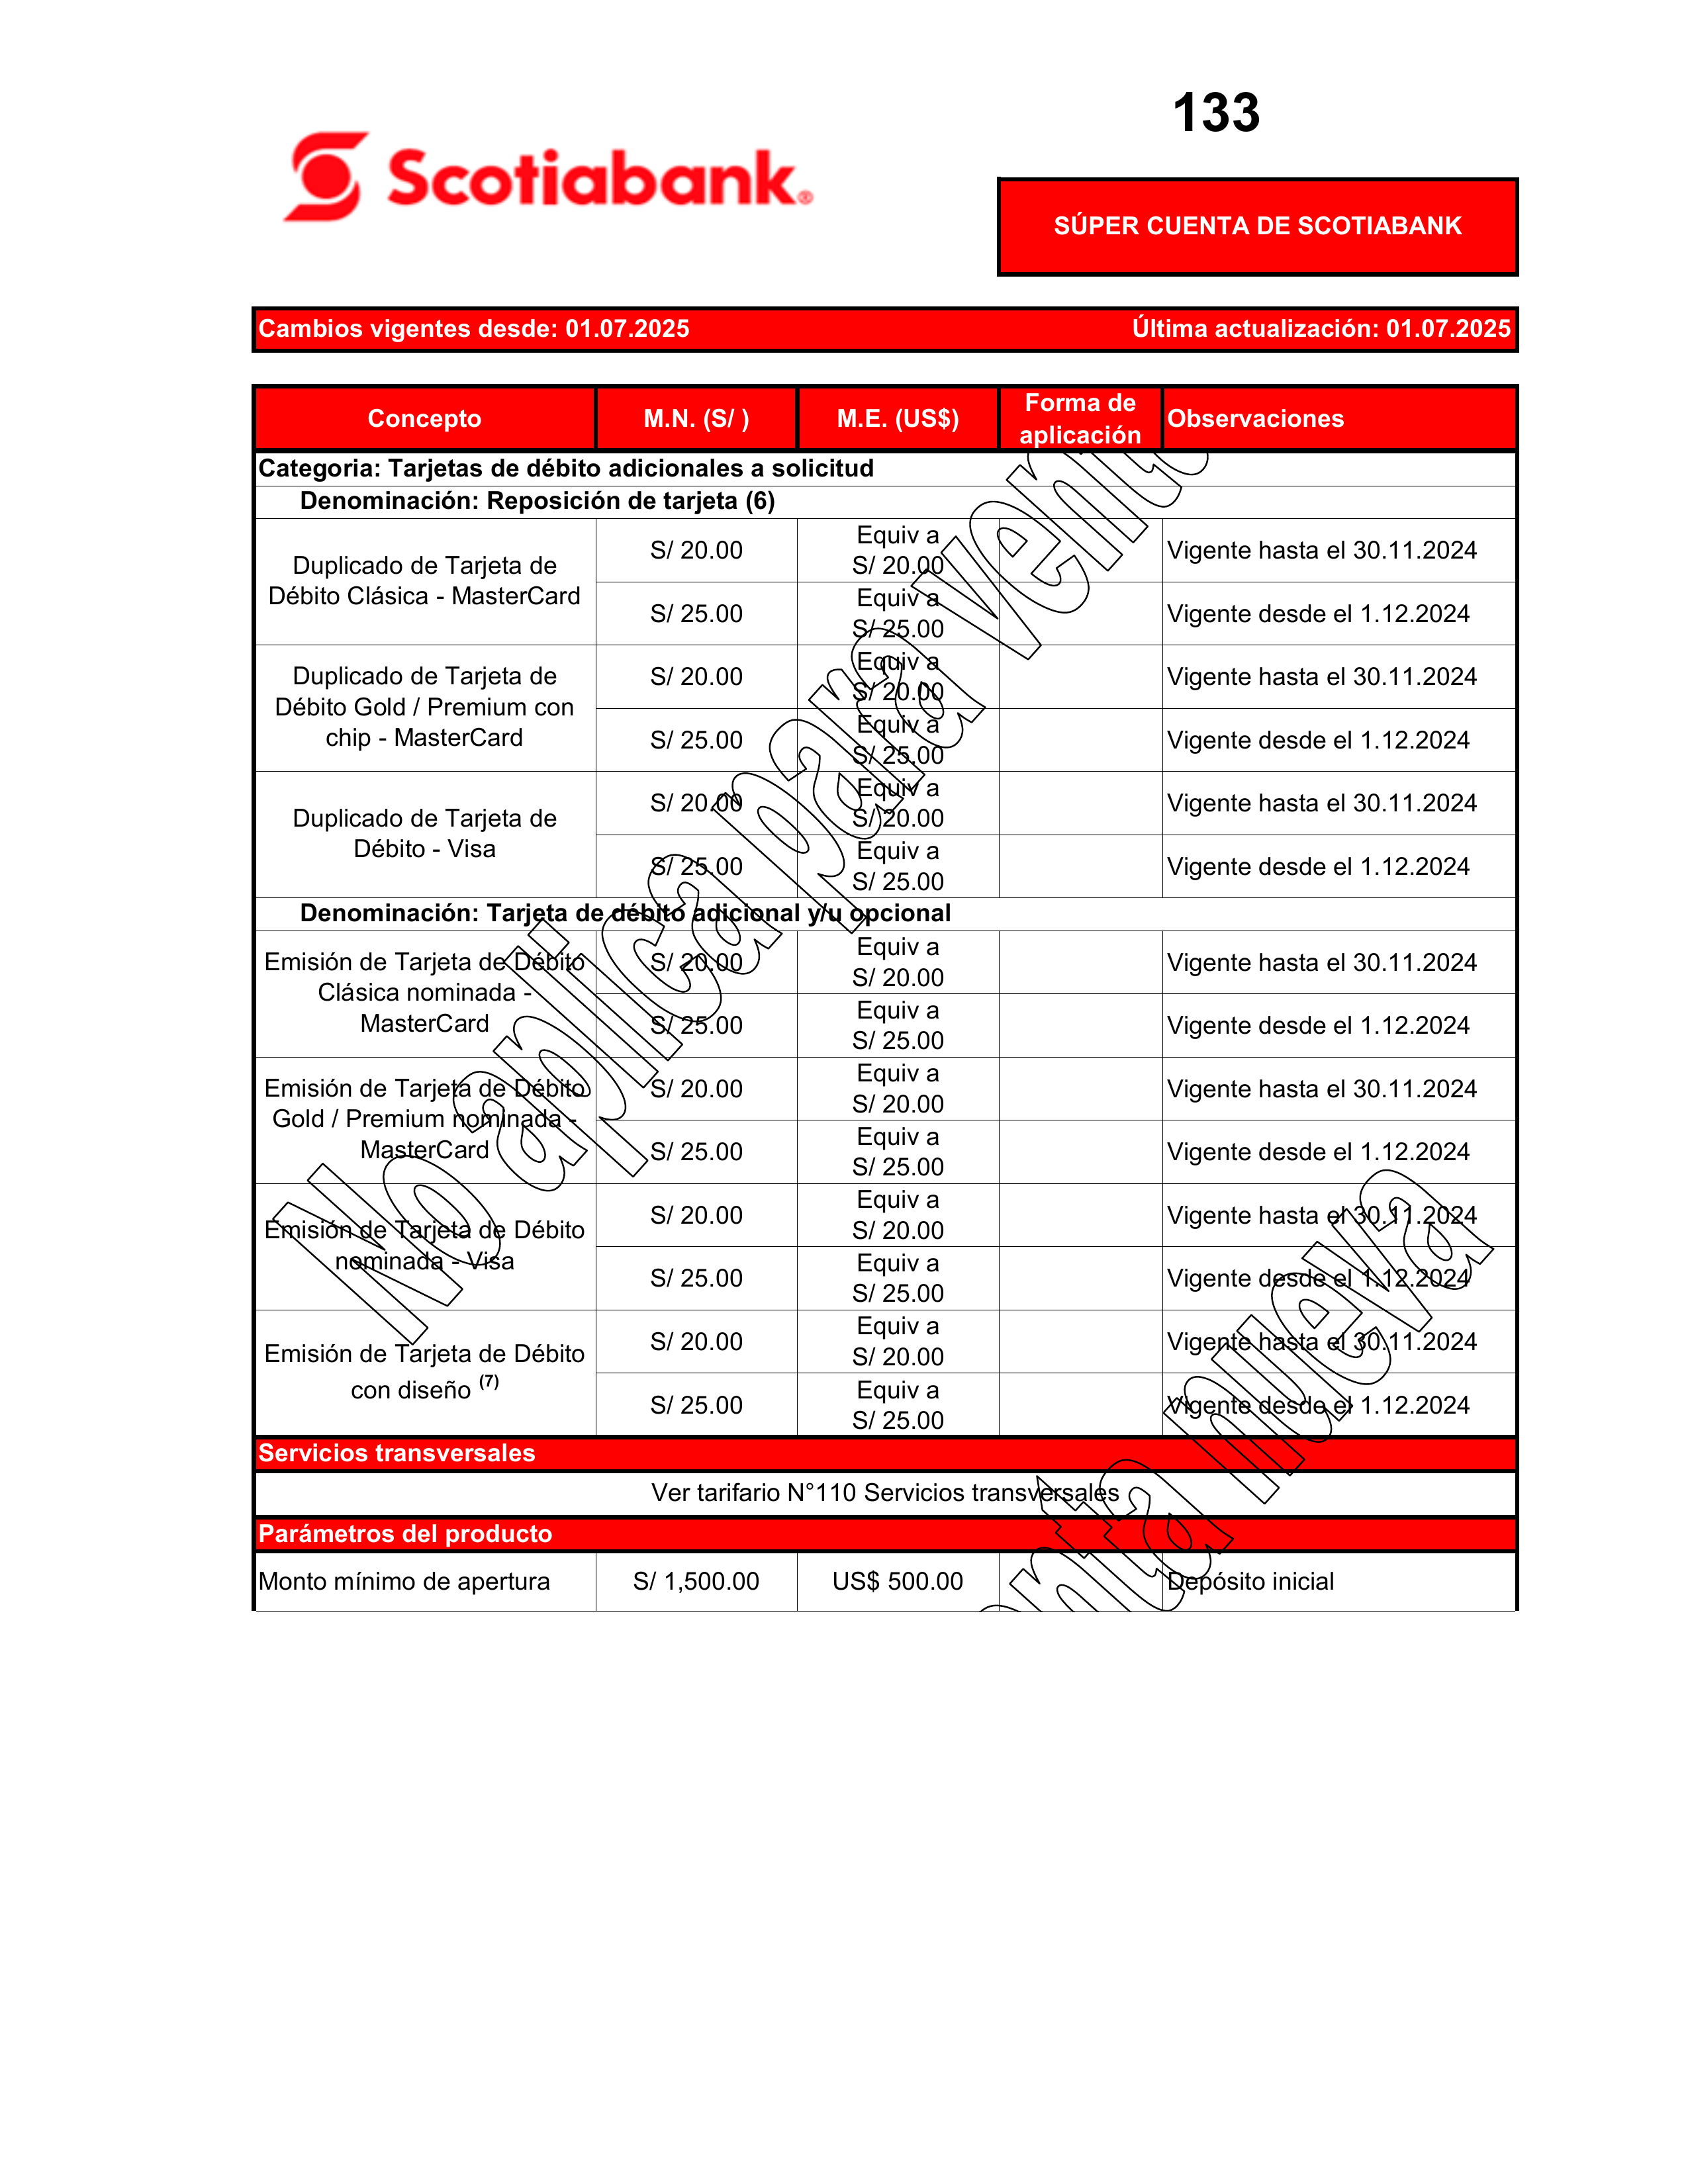 133
Scotiabank®
SÚPER CUENTA DE SCOTIABANK
Cambios vigentes desde: 01.07.2025 Última actualización: 01.07.2025
Concepto M.N. (S/ ) M.E. (US$) Forma de aplicación Observaciones
Categoria: Tarjetas de débito adicionales a solicitud
Denominación: Reposición de tarjeta (6)
Duplicado de Tarjeta de
Débito Clásica - MasterCard
S/ 20.00 Equiv a S/ 20.00 Vigente hasta el 30.11.2024
S/ 25.00 Equiv a S/ 25.00 Vigente desde el 1.12.2024
Duplicado de Tarjeta de
Débito Gold / Premium con
chip - MasterCard
S/ 20.00 Equiv a S/ 20.00 Vigente hasta el 30.11.2024
S/ 25.00 Equiv a S/ 25.00 Vigente desde el 1.12.2024
Duplicado de Tarjeta de
Débito - Visa
S/ 20.00 Equiv a S/ 20.00 Vigente hasta el 30.11.2024
S/ 25.00 Equiv a S/ 25.00 Vigente desde el 1.12.2024
Denominación: Tarjeta de débito adicional y/u opcional
Emisión de Tarjeta de Débito
Clásica nominada -
MasterCard
S/ 20.00 Equiv a S/ 20.00 Vigente hasta el 30.11.2024
S/ 25.00 Equiv a S/ 25.00 Vigente desde el 1.12.2024
Emisión de Tarjeta de Débito
Gold / Premium nominada -
MasterCard
S/ 20.00 Equiv a S/ 20.00 Vigente hasta el 30.11.2024
S/ 25.00 Equiv a S/ 25.00 Vigente desde el 1.12.2024
Emisión de Tarjeta de Débito
nominada - Visa
S/ 20.00 Equiv a S/ 20.00 Vigente hasta el 30.11.2024
S/ 25.00 Equiv a S/ 25.00 Vigente desde el 1.12.2024
Emisión de Tarjeta de Débito
con diseño (7)
S/ 20.00 Equiv a S/ 20.00 Vigente hasta el 30.11.2024
S/ 25.00 Equiv a S/ 25.00 Vigente desde el 1.12.2024
Servicios transversales
Ver tarifario N°110 Servicios transversales
Parámetros del producto
Monto mínimo de apertura S/ 1,500.00 US$ 500.00 Depósito inicial
No aplica para
nueva